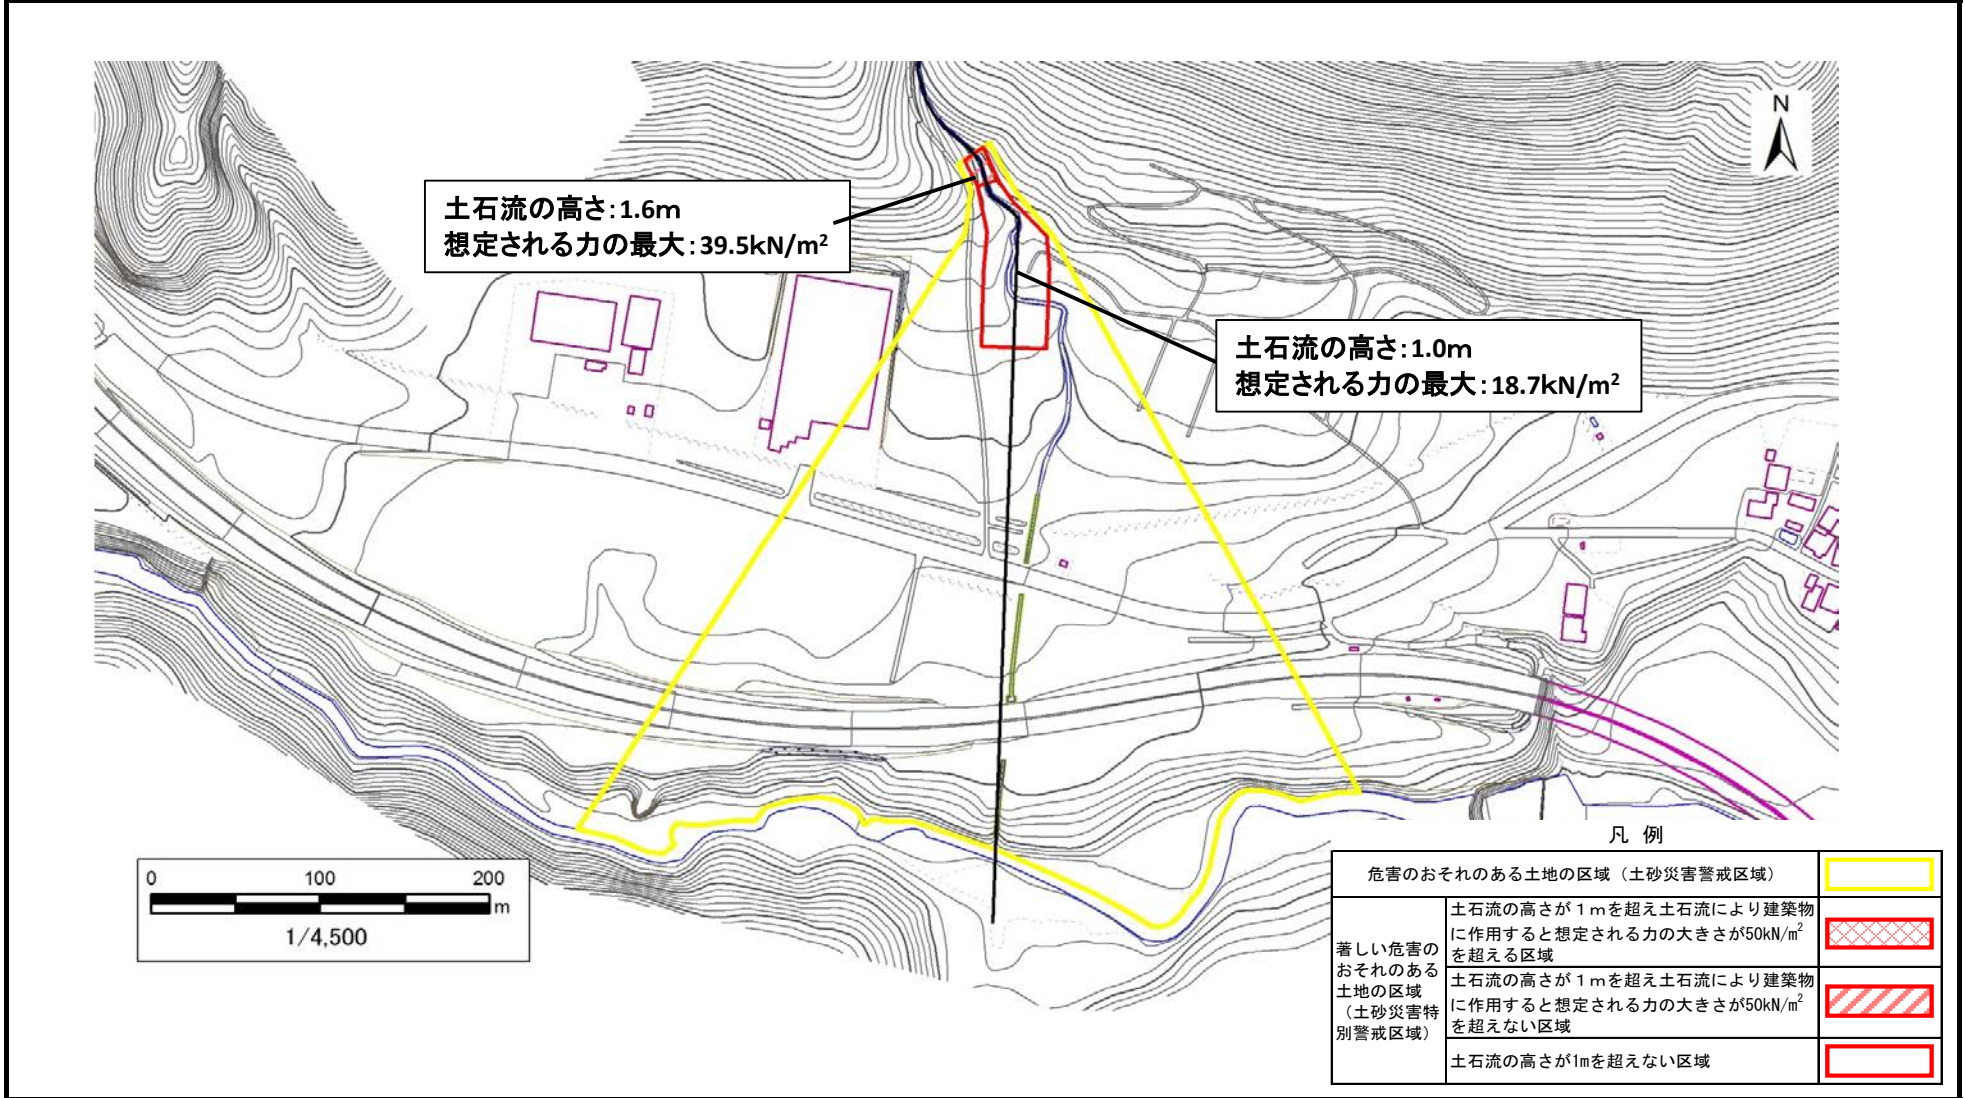 N
土石流の高さ:1.6m
想定される力の最大:39.5kN/m²
土石流の高さ:1.0m
想定される力の最大:18.7kN/m²
0 100 200
m
1/4,500
凡 例
危害のおそれのある土地の区域（土砂災害警戒区域）
著しい危害の
おそれのある
土地の区域
（土砂災害特
別警戒区域）
土石流の高さが１ｍを超え土石流により建築物
に作用すると想定される力の大きさが50kN/㎡
を超える区域
土石流の高さが１ｍを超え土石流により建築物
に作用すると想定される力の大きさが50kN/㎡
を超えない区域
土石流の高さが1mを超えない区域